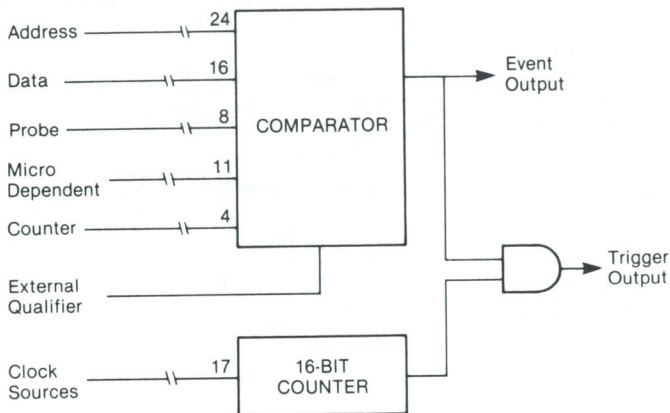 Address
24
Data
16
Probe
8
Micro
Dependent
11
Counter
4
External
Qualifier
COMPARATOR
Event
Output
Trigger
Output
Clock
Sources
17
16-BIT
COUNTER